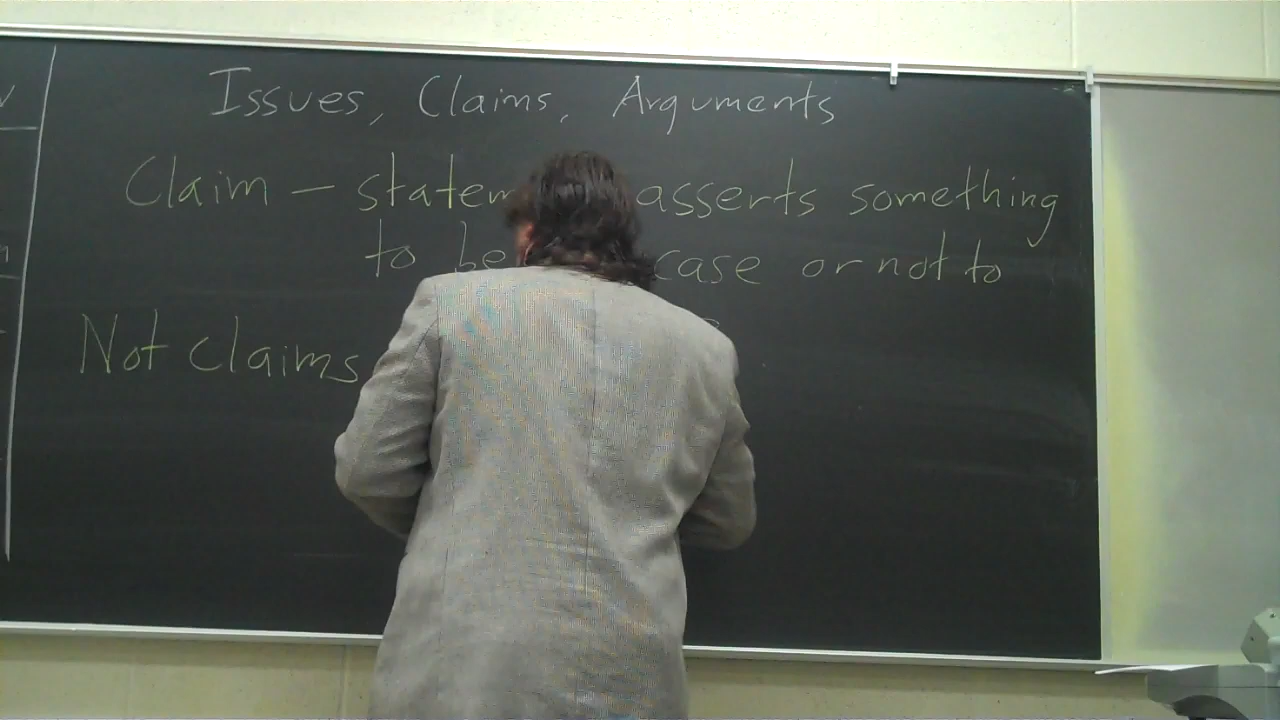 Issues, Claims, Arguments
Claim — statem asserts something
to be case or not to
Not Claims